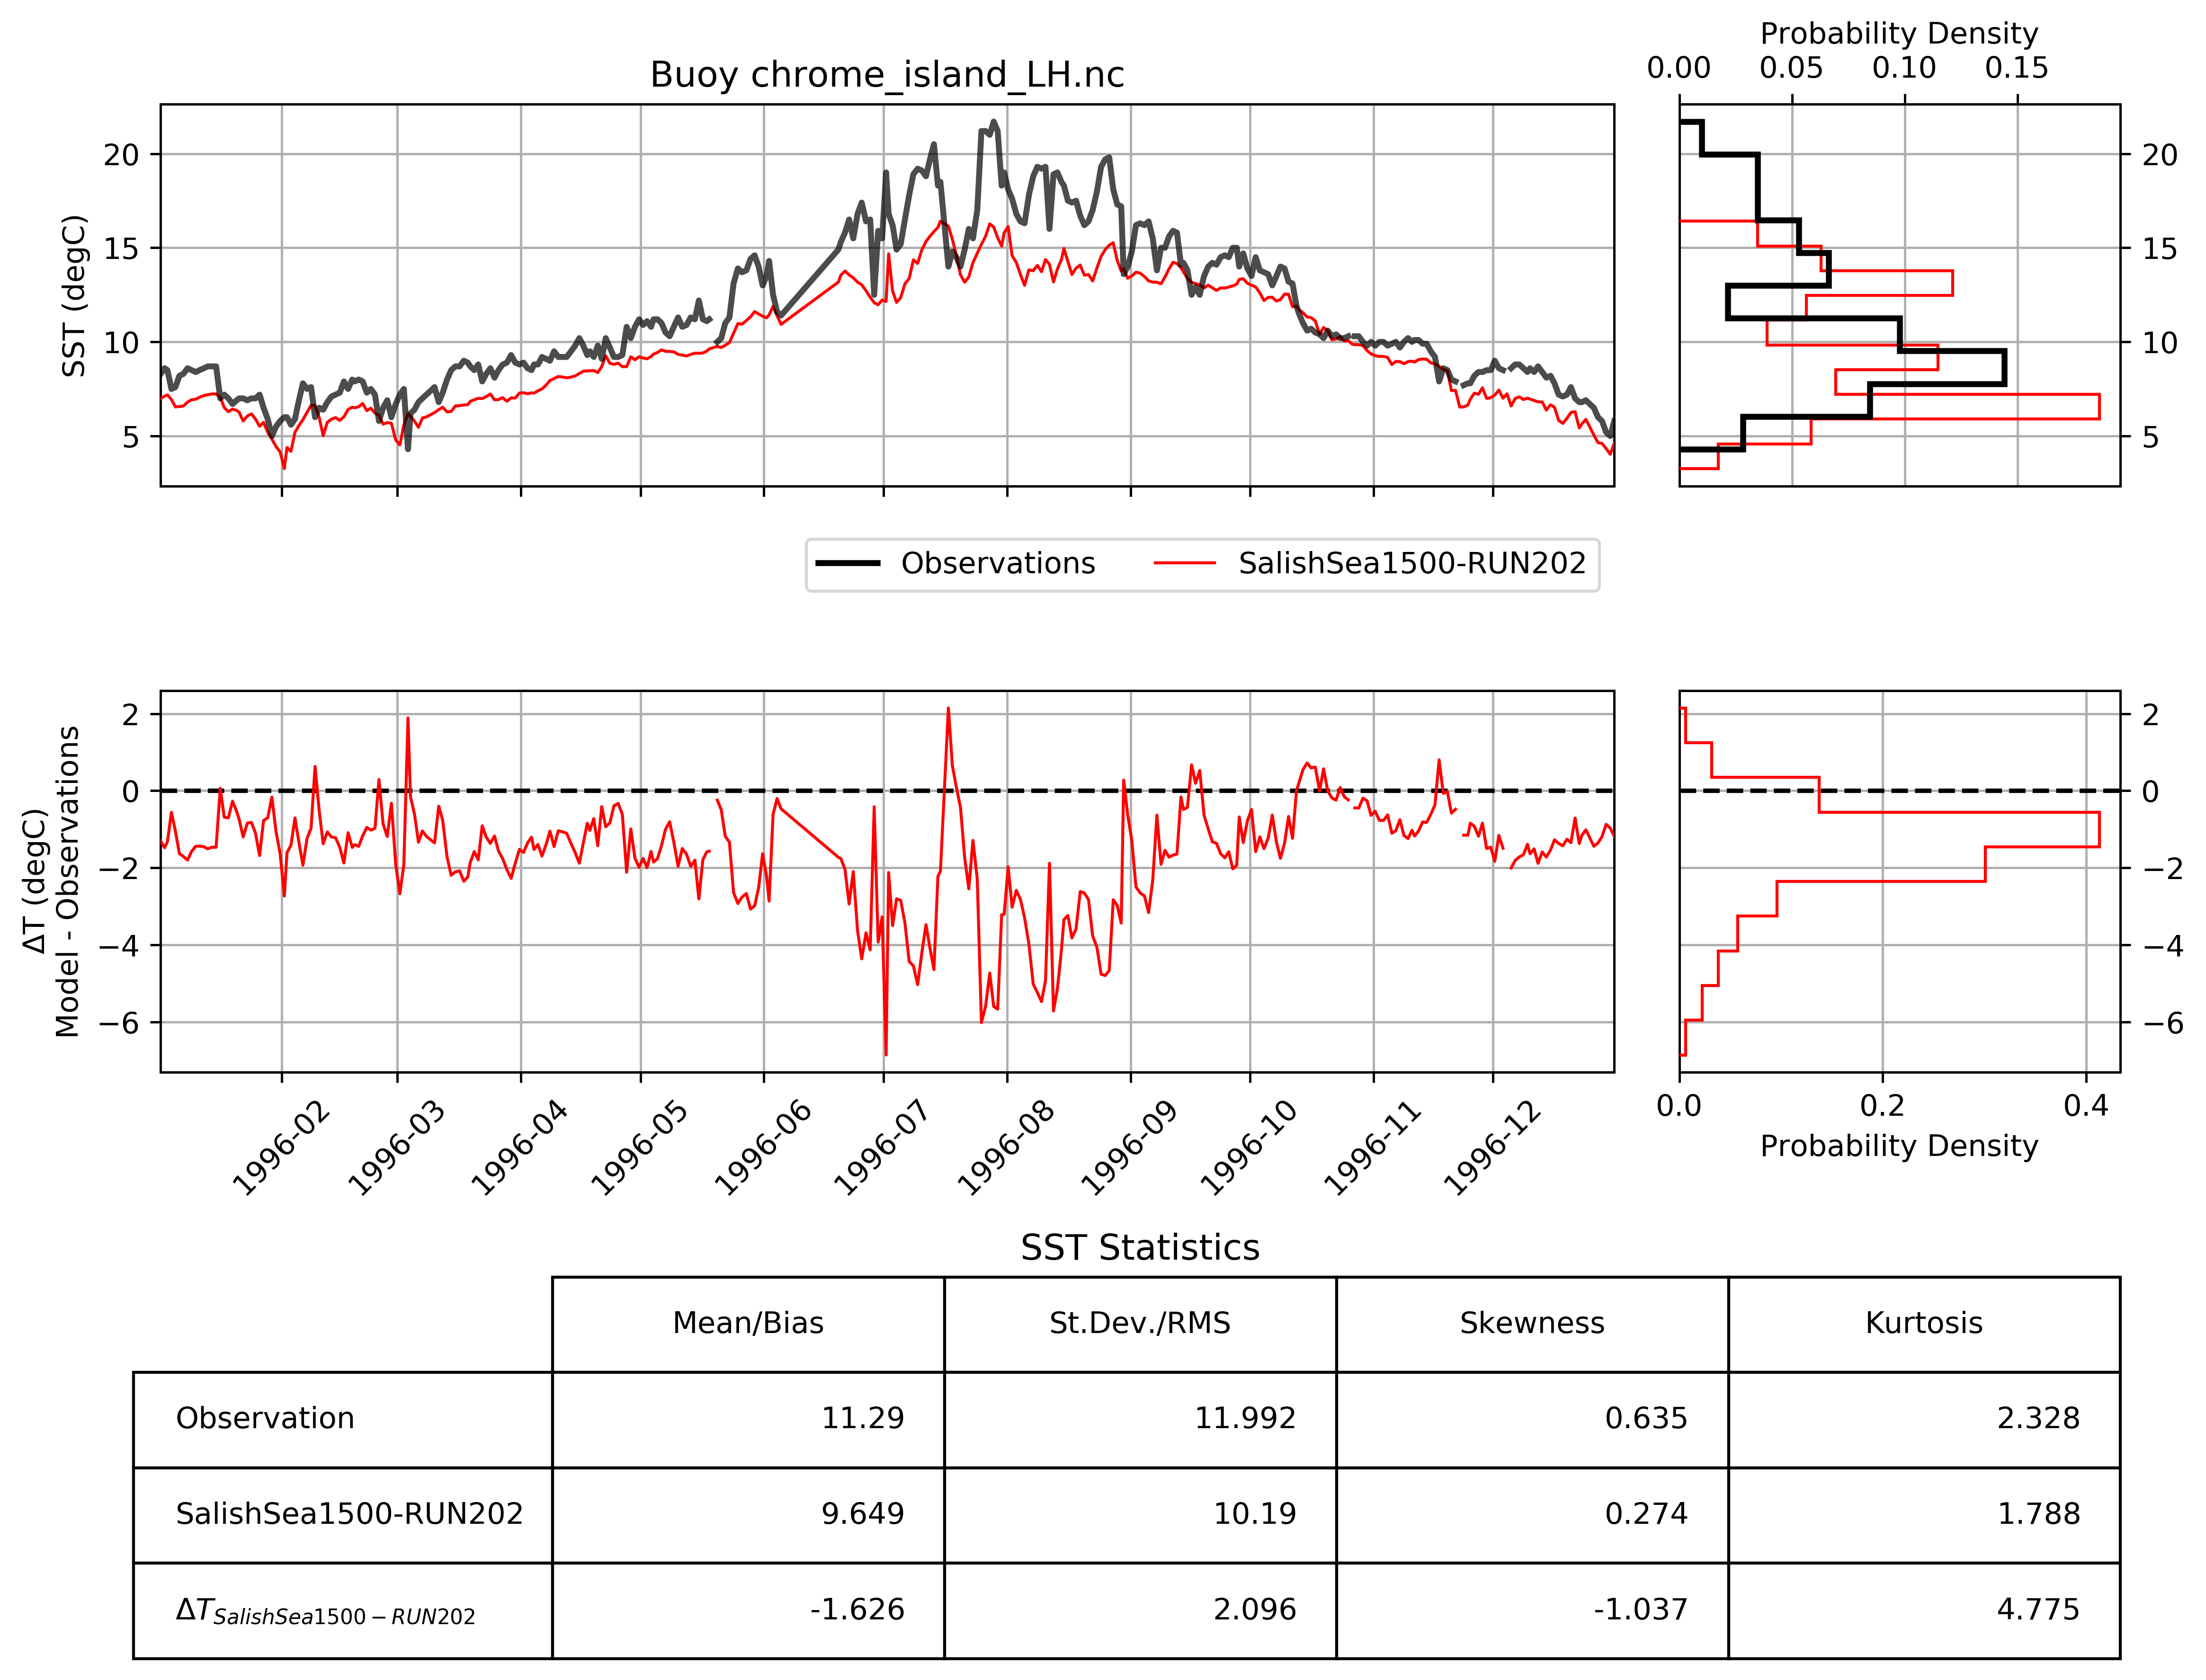 Probability Density
0.00 0.05 0.10 0.15
Buoy chrome_island_LH.nc
SST (degC)
20
15
10
5
20
15
10
5
Observations
SalishSea1500-RUN202
ΔT (degC)
Model - Observations
2
0
−2
−4
−6
2
0
−2
−4
−6
1996-02 1996-03 1996-04 1996-05 1996-06 1996-07 1996-08 1996-09 1996-10 1996-11 1996-12
0.0 0.2 0.4
Probability Density
SST Statistics
Mean/Bias St.Dev./RMS Skewness Kurtosis
Observation 11.29 11.992 0.635 2.328
SalishSea1500-RUN202 9.649 10.19 0.274 1.788
ΔT SalishSea1500−RUN202 -1.626 2.096 -1.037 4.775